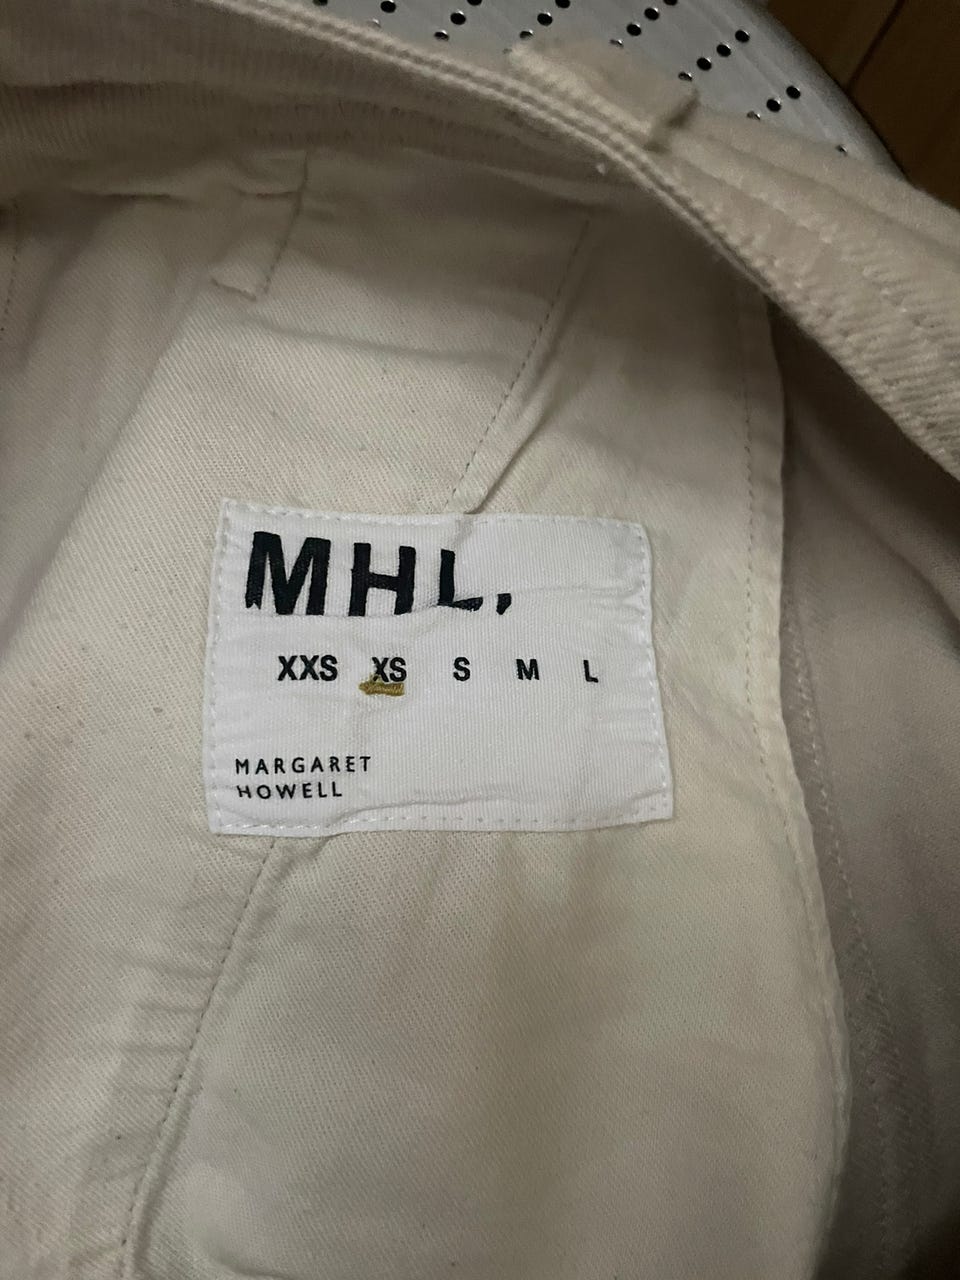 MHL.
XXS XS S M L
MARGARET
HOWELL